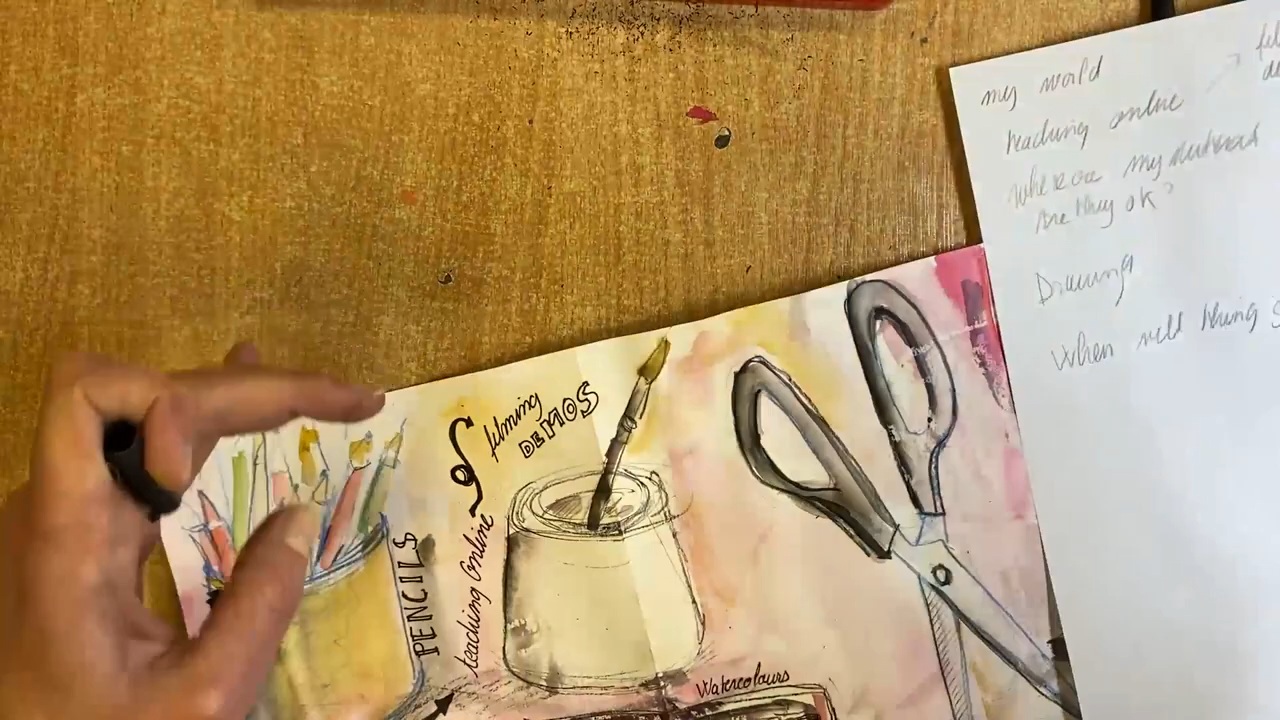 my world
teaching online
where are my
Are they ok?
Drawing
When will things
filming
DEMOS
teaching Online
PENCILS
Watercolours